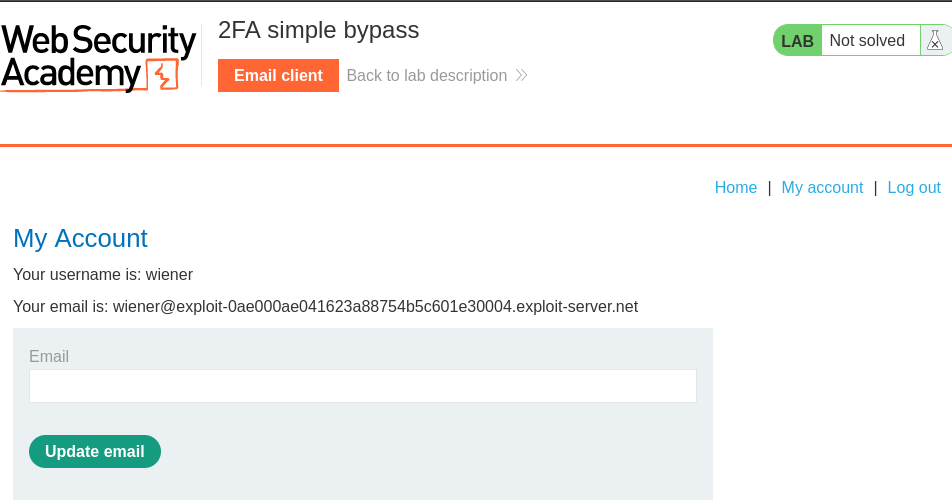 Web Security
Academy
2FA simple bypass
Email client
Back to lab description
LAB
Not solved
Home | My account | Log out
My Account
Your username is: wiener
Your email is: wiener@exploit-0ae000ae041623a88754b5c601e30004.exploit-server.net
Email
Update email